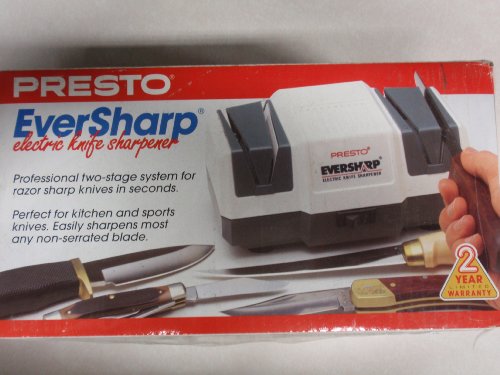 PRESTO®
EverSharp®
electric knife sharpener
Professional two-stage system for
razor sharp knives in seconds.
Perfect for kitchen and sports
knives. Easily sharpens most
any non-serrated blade.
PRESTO®
EVERSHARP®
ELECTRIC KNIFE SHARPENER
2
YEAR
LIMITED
WARRANTY